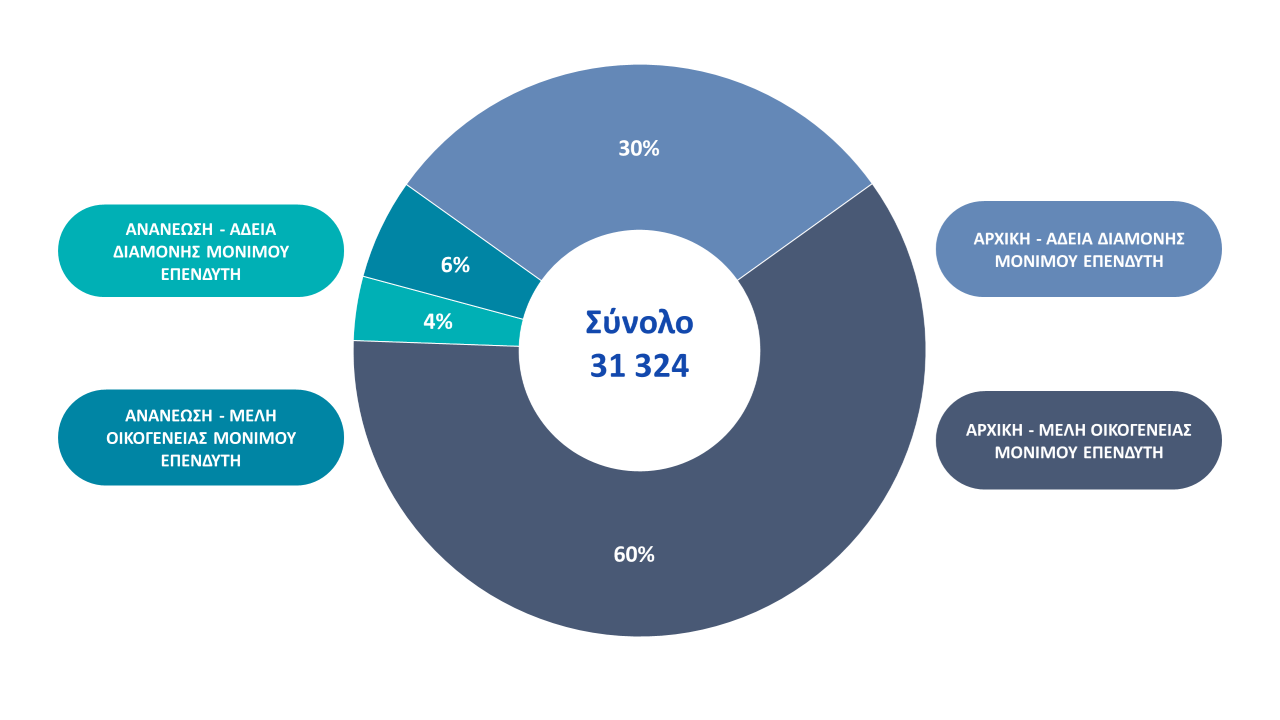 30%
ΑΝΑΝΕΩΣΗ - ΑΔΕΙΑ
ΔΙΑΜΟΝΗΣ ΜΟΝΙΜΟΥ
ΕΠΕΝΔΥΤΗ
ΑΡΧΙΚΗ - ΑΔΕΙΑ ΔΙΑΜΟΝΗΣ
ΜΟΝΙΜΟΥ ΕΠΕΝΔΥΤΗ
6%
4%
Σύνολο
31 324
ΑΝΑΝΕΩΣΗ - ΜΕΛΗ
ΟΙΚΟΓΕΝΕΙΑΣ ΜΟΝΙΜΟΥ
ΕΠΕΝΔΥΤΗ
ΑΡΧΙΚΗ - ΜΕΛΗ ΟΙΚΟΓΕΝΕΙΑΣ
ΜΟΝΙΜΟΥ ΕΠΕΝΔΥΤΗ
60%